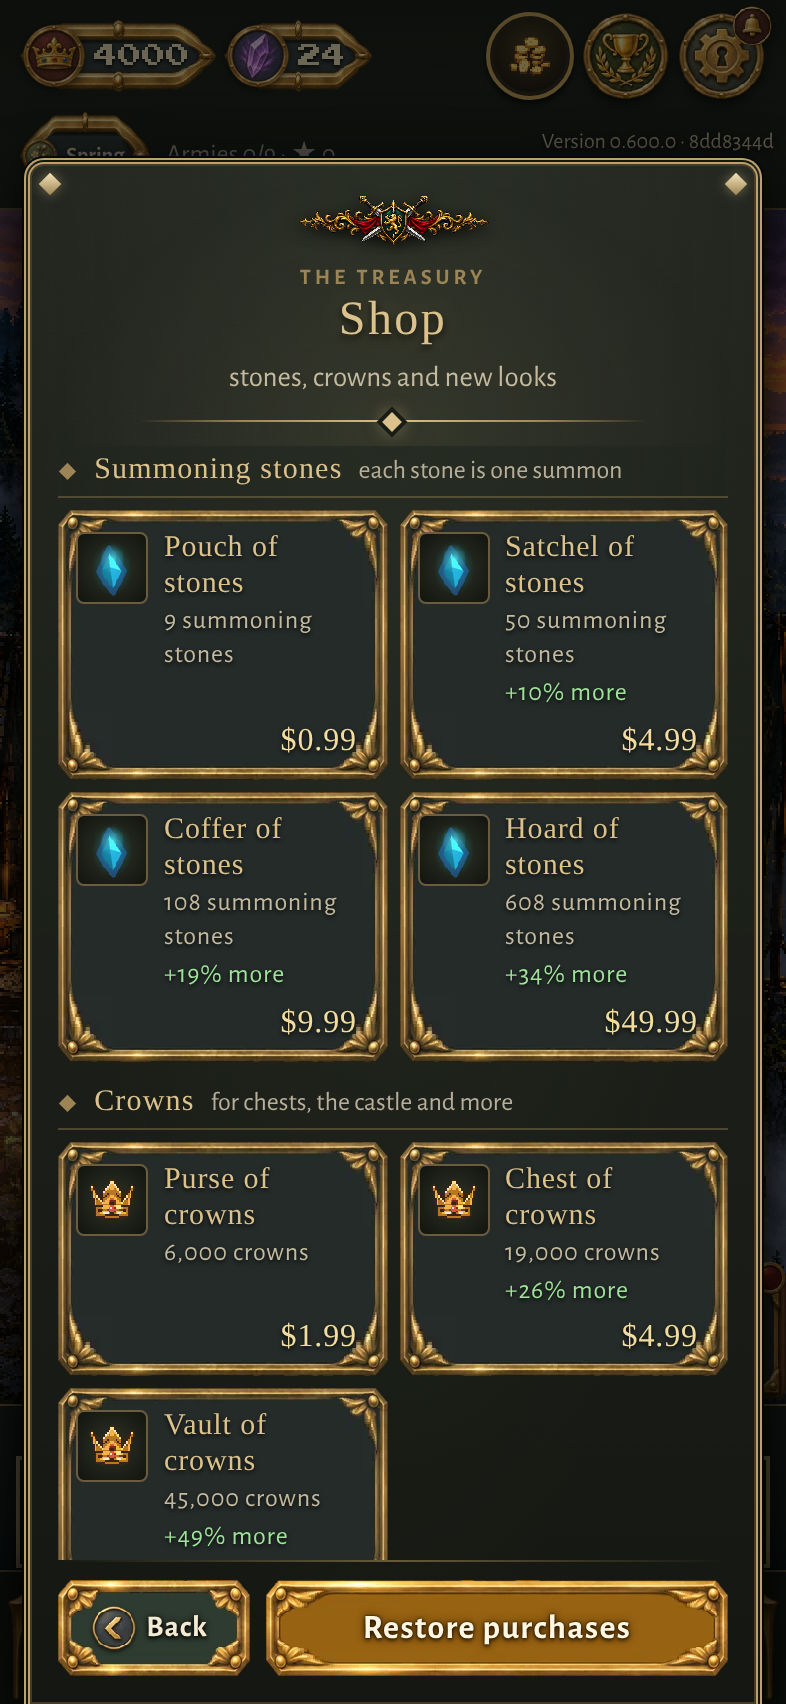 4000
24
Version 0.600.0 · 8dd8344d
Spring
Armies 0/9 · ★ 0
THE TREASURY
Shop
stones, crowns and new looks
Summoning stones each stone is one summon
Pouch of
stones
9 summoning
stones
$0.99
Satchel of
stones
50 summoning
stones
+10% more
$4.99
Coffer of
stones
108 summoning
stones
+19% more
$9.99
Hoard of
stones
608 summoning
stones
+34% more
$49.99
Crowns for chests, the castle and more
Purse of
crowns
6,000 crowns
$1.99
Chest of
crowns
19,000 crowns
+26% more
$4.99
Vault of
crowns
45,000 crowns
+49% more
Back
Restore purchases